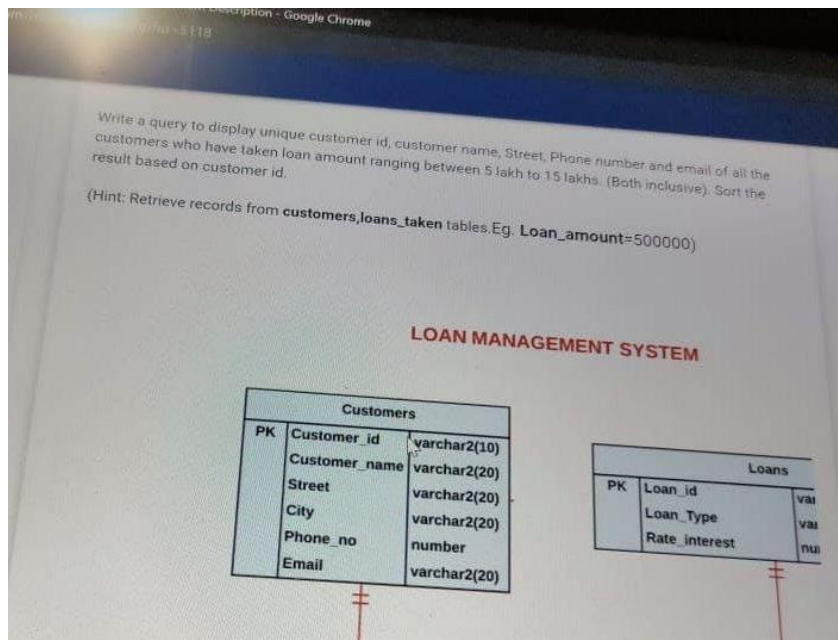 Description - Google Chrome
5118
Write a query to display unique customer id, customer name, Street, Phone number and email of all the
customers who have taken loan amount ranging between 5 lakh to 15 lakhs. (Both inclusive). Sort the
result based on customer id.
(Hint: Retrieve records from customers,loans_taken tables.Eg. Loan_amount=500000)
LOAN MANAGEMENT SYSTEM
Customers
PK Customer_id varchar2(10)
Customer_name varchar2(20)
Street varchar2(20)
City varchar2(20)
Phone_no number
Email varchar2(20)
Loans
PK Loan_id
Loan_Type
Rate_interest